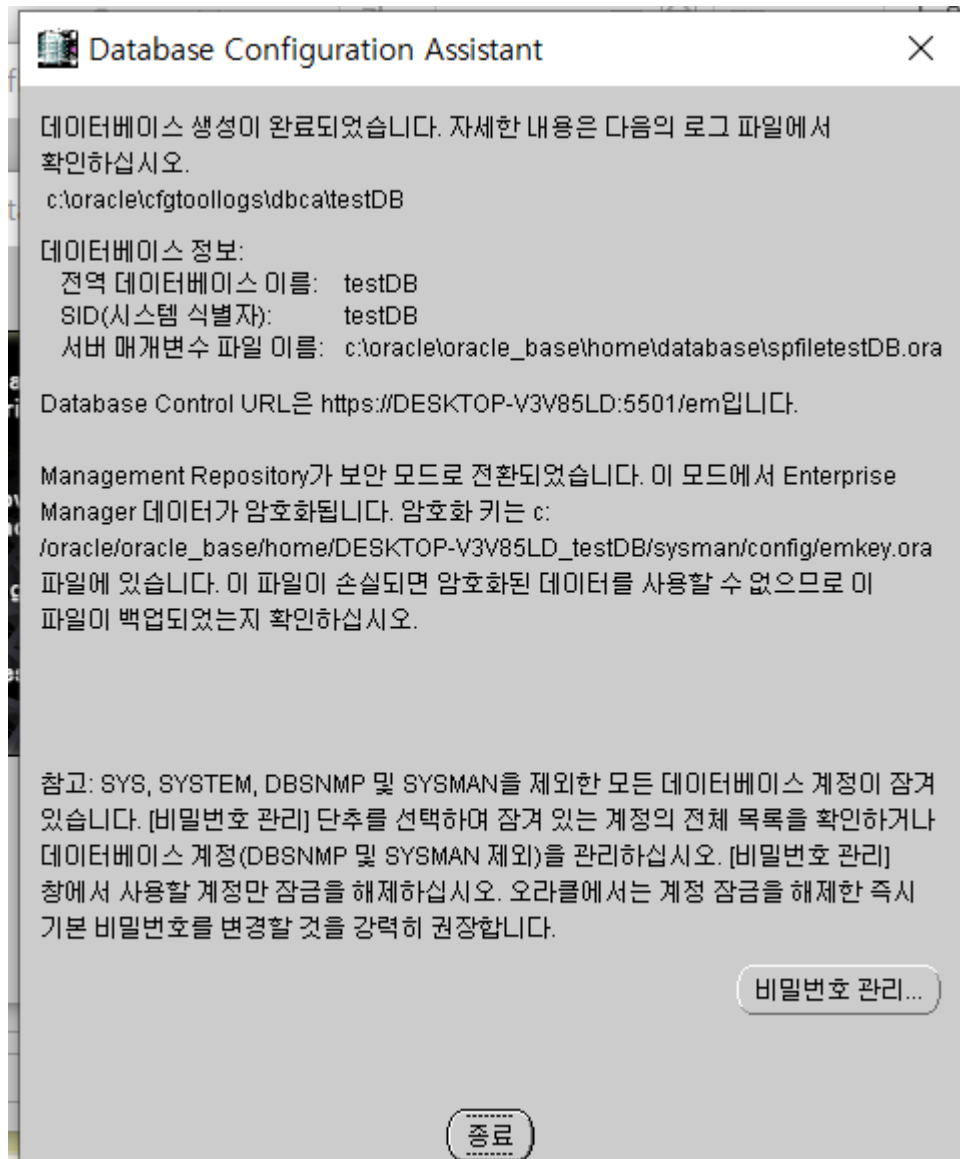 Database Configuration Assistant
데이터베이스 생성이 완료되었습니다. 자세한 내용은 다음의 로그 파일에서
확인하십시오.
c:\oracle\cfgtoollogs\dbca\testDB
데이터베이스 정보:
전역 데이터베이스 이름: testDB
SID(시스템 식별자): testDB
서버 매개변수 파일 이름: c:\oracle\oracle_base\home\database\spfiletestDB.ora
Database Control URL은 https://DESKTOP-V3V85LD:5501/em입니다.
Management Repository가 보안 모드로 전환되었습니다. 이 모드에서 Enterprise
Manager 데이터가 암호화됩니다. 암호화 키는 c:
/oracle/oracle_base/home/DESKTOP-V3V85LD_testDB/sysman/config/emkey.ora
파일에 있습니다. 이 파일이 손실되면 암호화된 데이터를 사용할 수 없으므로 이
파일이 백업되었는지 확인하십시오.
참고: SYS, SYSTEM, DBSNMP 및 SYSMAN을 제외한 모든 데이터베이스 계정이 잠겨
있습니다. [비밀번호 관리] 단추를 선택하여 잠겨 있는 계정의 전체 목록을 확인하거나
데이터베이스 계정(DBSNMP 및 SYSMAN 제외)을 관리하십시오. [비밀번호 관리]
창에서 사용할 계정만 잠금을 해제하십시오. 오라클에서는 계정 잠금을 해제한 즉시
기본 비밀번호를 변경할 것을 강력히 권장합니다.
비밀번호 관리...
종료